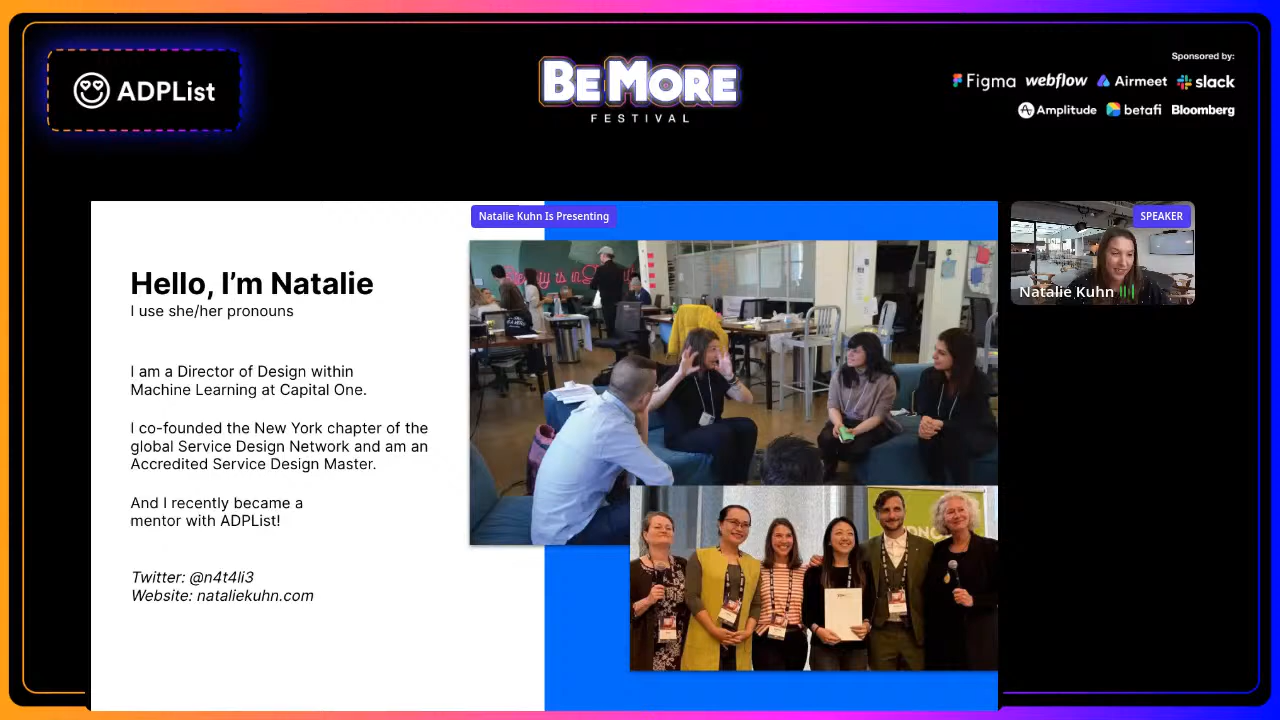 ADPList
BE MORE
FESTIVAL
Sponsored by:
Figma webflow Airmeet slack
Amplitude betafi Bloomberg
Natalie Kuhn Is Presenting
SPEAKER
Natalie Kuhn
Hello, I’m Natalie
I use she/her pronouns
I am a Director of Design within
Machine Learning at Capital One.
I co-founded the New York chapter of the
global Service Design Network and am an
Accredited Service Design Master.
And I recently became a
mentor with ADPList!
Twitter: @n4t4li3
Website: nataliekuhn.com